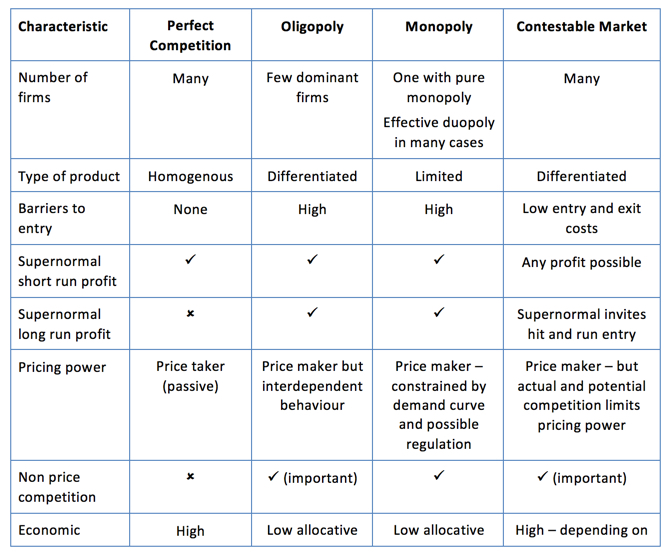 Characteristic Perfect Competition Oligopoly Monopoly Contestable Market
Number of firms Many Few dominant firms One with pure monopoly Many
Effective duopoly in many cases
Type of product Homogenous Differentiated Limited Differentiated
Barriers to entry None High High Low entry and exit costs
Supernormal short run profit ✓ ✓ ✓ Any profit possible
Supernormal long run profit ✗ ✓ ✓ Supernormal invites hit and run entry
Pricing power Price taker (passive) Price maker but interdependent behaviour Price maker – constrained by demand curve and possible regulation Price maker – but actual and potential competition limits pricing power
Non price competition ✗ ✓ (important) ✓ ✓ (important)
Economic High Low allocative Low allocative High – depending on